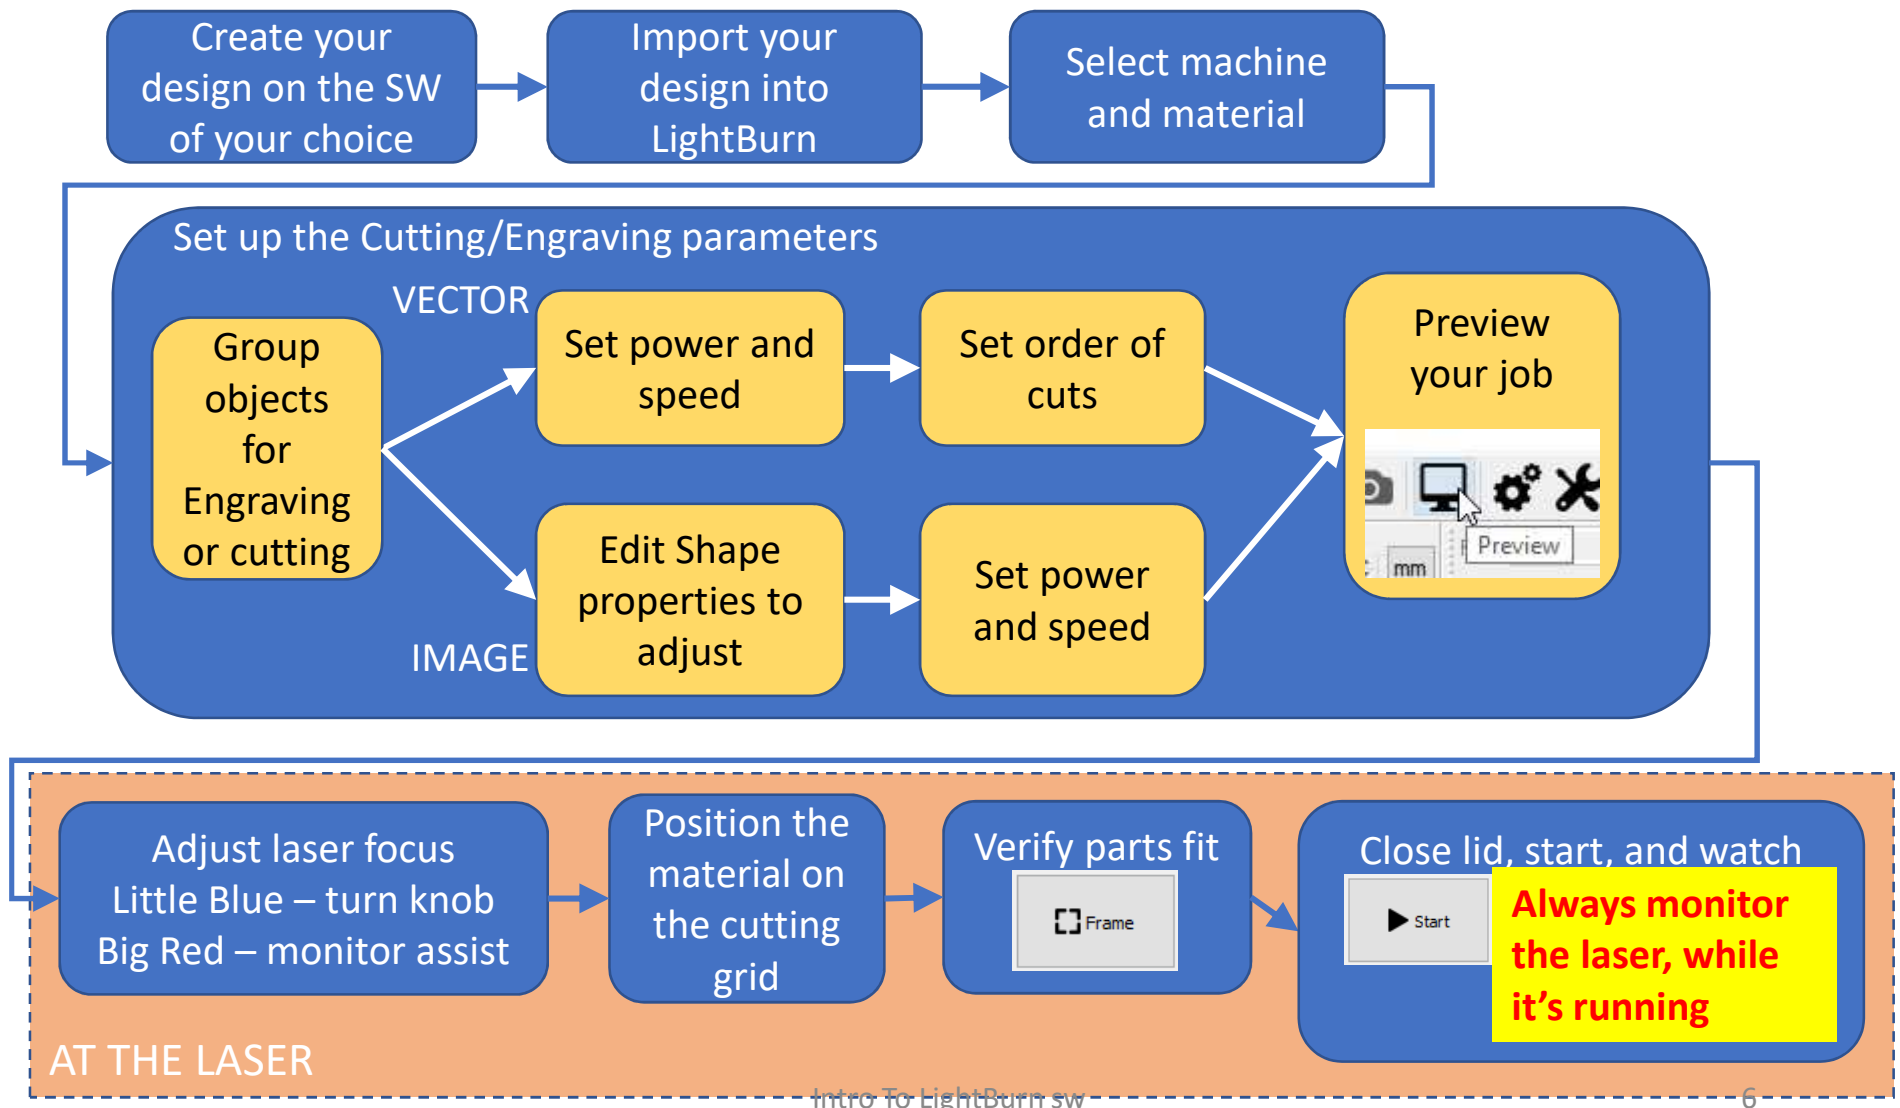 Create your
design on the SW
of your choice
Import your
design into
LightBurn
Select machine
and material
Set up the Cutting/Engraving parameters
VECTOR
Group
objects
for
Engraving
or cutting
Set power and
speed
Set order of
cuts
Preview
your job
Preview
mm
Edit Shape
properties to
adjust
IMAGE
Set power
and speed
Adjust laser focus
Little Blue – turn knob
Big Red – monitor assist
Position the
material on
the cutting
grid
Verify parts fit
Frame
Close lid, start, and watch
Start
Always monitor
the laser, while
it’s running
AT THE LASER
Intro To LightBurn sw
6